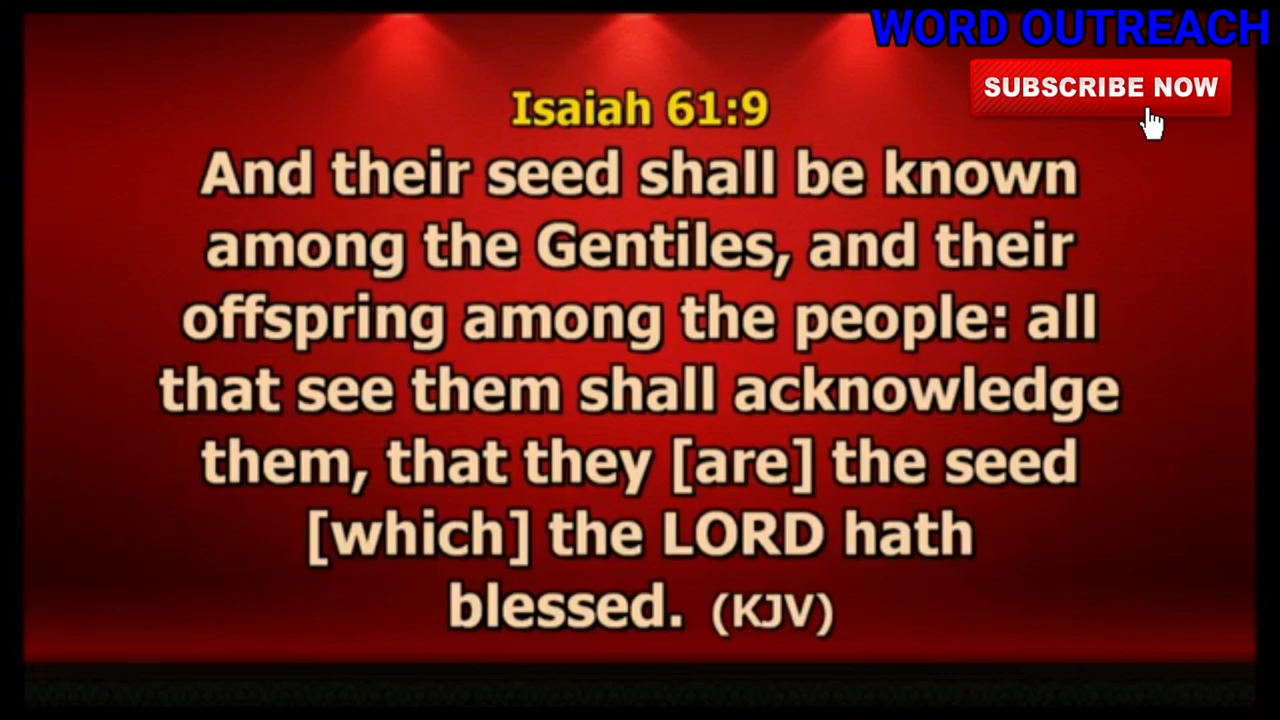 WORD OUTREACH
SUBSCRIBE NOW
Isaiah 61:9
And their seed shall be known
among the Gentiles, and their
offspring among the people: all
that see them shall acknowledge
them, that they [are] the seed
[which] the LORD hath
blessed. (KJV)